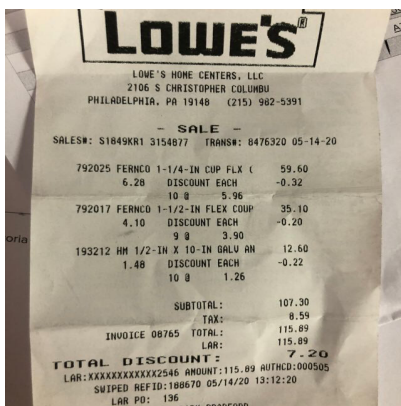 LOWE'S®
LOWE'S HOME CENTERS, LLC
2106 S CHRISTOPHER COLUMBU
PHILADELPHIA, PA 19148 (215) 982-5391
- SALE -
SALES#: S1849KR1 3154877 TRANS#: 8476320 05-14-20
792025 FERNCO 1-1/4-IN CUP FLX ( 59.60
6.28 DISCOUNT EACH -0.32
10 @ 5.96
792017 FERNCO 1-1/2-IN FLEX COUP 35.10
4.10 DISCOUNT EACH -0.20
9 @ 3.90
193212 HM 1/2-IN X 10-IN GALV AN 12.60
1.48 DISCOUNT EACH -0.22
10 @ 1.26
SUBTOTAL: 107.30
TAX: 8.59
INVOICE 08765 TOTAL: 115.89
LAR: 115.89
TOTAL DISCOUNT: 7.20
LAR:XXXXXXXXXXXX2546 AMOUNT:115.89 AUTHCD:000505
SWIPED REFID:188670 05/14/20 13:12:20
LAR PO: 136
oria